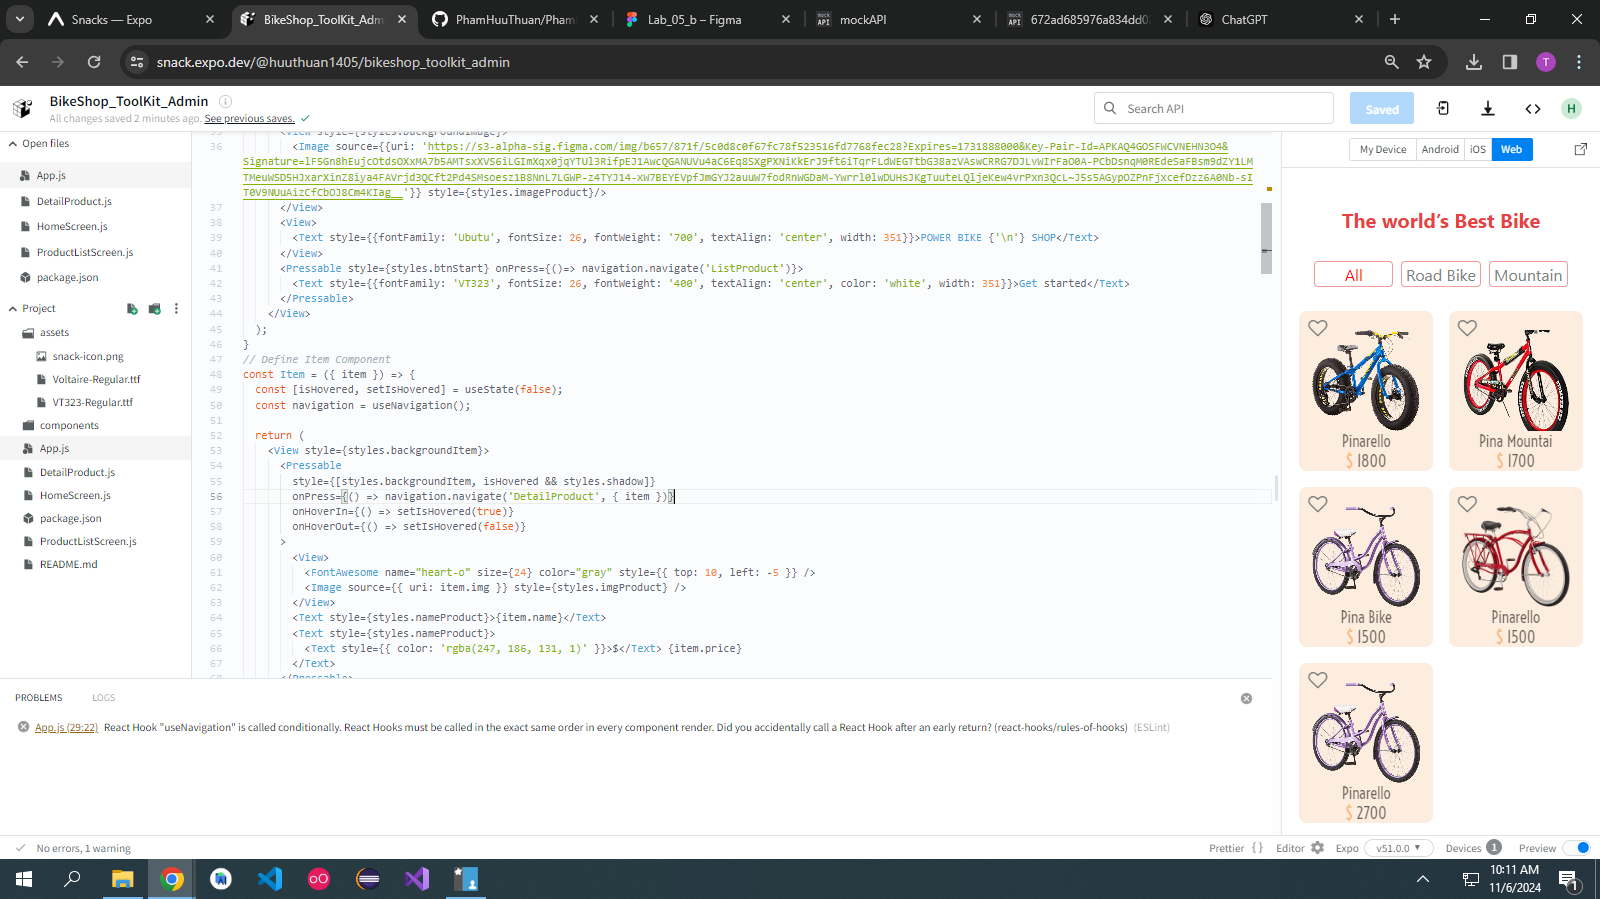 Snacks — Expo
BikeShop_ToolKit_Adm
PhamHuuThuan/Pham
Lab_05_b – Figma
mockAPI
672ad685976a834dd02
ChatGPT
snack.expo.dev/@huuthuan1405/bikeshop_toolkit_admin
T
BikeShop_ToolKit_Admin
All changes saved 2 minutes ago. See previous saves.
Search API
Saved
H
Open files
App.js
DetailProduct.js
HomeScreen.js
ProductListScreen.js
package.json
Project
assets
snack-icon.png
Voltaire-Regular.ttf
VT323-Regular.ttf
components
App.js
DetailProduct.js
HomeScreen.js
package.json
ProductListScreen.js
README.md
35 <View style={styles.backgroundImage}>
36 <Image source={{uri: 'https://s3-alpha-sig.figma.com/img/b657/871f/5c0d8c0f67fc78f523516fd7768fec28?Expires=1731888000&Key-Pair-Id=APKAQ4GOSFWCVNEHN3O4&
Signature=lF5Gn8hEujcOtdsOXxMA7b5AMTsxXVS6iLGImXqx0jqYTUl3RifpEJ1AwcQGANUVu4aC6Eq8SXgPXNiKkErJ9ft6iTqrFLdWEGTtbG38azVAswCRRG7DJLvWIrFaO0A-PCbDsnqM0REdeSaFBsm9dZY1LM
TMeuWSD5HJxarXinZ8iya4FAVrjd3QCft2Pd4SMsoesz1B8NnL7LGWP-z4TYJ14-xW7BEYEVpfJmGYJ2auuW7fodRnWGDaM-Ywrrl0lwDUHsJKgTuuteLQljeKew4vrPxn3QcL~J5s5AGypOZPnFjxcefDzz6A0Nb-sI
T0V9NUuAizCfCbOJ8Cm4KIag__'}} style={styles.imageProduct}/>
37 </View>
38 <View>
39 <Text style={{fontFamily: 'Ubutu', fontSize: 26, fontWeight: '700', textAlign: 'center', width: 351}}>POWER BIKE {'\n'} SHOP</Text>
40 </View>
41 <Pressable style={styles.btnStart} onPress={()=> navigation.navigate('ListProduct')}>
42 <Text style={{fontFamily: 'VT323', fontSize: 26, fontWeight: '400', textAlign: 'center', color: 'white', width: 351}}>Get started</Text>
43 </Pressable>
44 </View>
45 );
46 }
47 // Define Item Component
48 const Item = ({ item }) => {
49 const [isHovered, setIsHovered] = useState(false);
50 const navigation = useNavigation();
51
52 return (
53 <View style={styles.backgroundItem}>
54 <Pressable
55 style={[styles.backgroundItem, isHovered && styles.shadow]}
56 onPress={() => navigation.navigate('DetailProduct', { item })}
57 onHoverIn={() => setIsHovered(true)}
58 onHoverOut={() => setIsHovered(false)}
59 >
60 <View>
61 <FontAwesome name="heart-o" size={24} color="gray" style={{ top: 10, left: -5 }} />
62 <Image source={{ uri: item.img }} style={styles.imgProduct} />
63 </View>
64 <Text style={styles.nameProduct}>{item.name}</Text>
65 <Text style={styles.nameProduct}>
66 <Text style={{ color: 'rgba(247, 186, 131, 1)' }}>$</Text> {item.price}
67 </Text>
68 </Pressable>
My Device
Android
iOS
Web
The world's Best Bike
All
Road Bike
Mountain
Pinarello
$ 1800
Pina Mountai
$ 1700
Pina Bike
$ 1500
Pinarello
$ 1500
Pinarello
$ 2700
PROBLEMS
LOGS
App.js (29:22) React Hook "useNavigation" is called conditionally. React Hooks must be called in the exact same order in every component render. Did you accidentally call a React Hook after an early return? (react-hooks/rules-of-hooks) (ESLint)
No errors, 1 warning
Prettier {}
Editor
Expo
v51.0.0
Devices 1
Preview
10:11 AM
11/6/2024
1